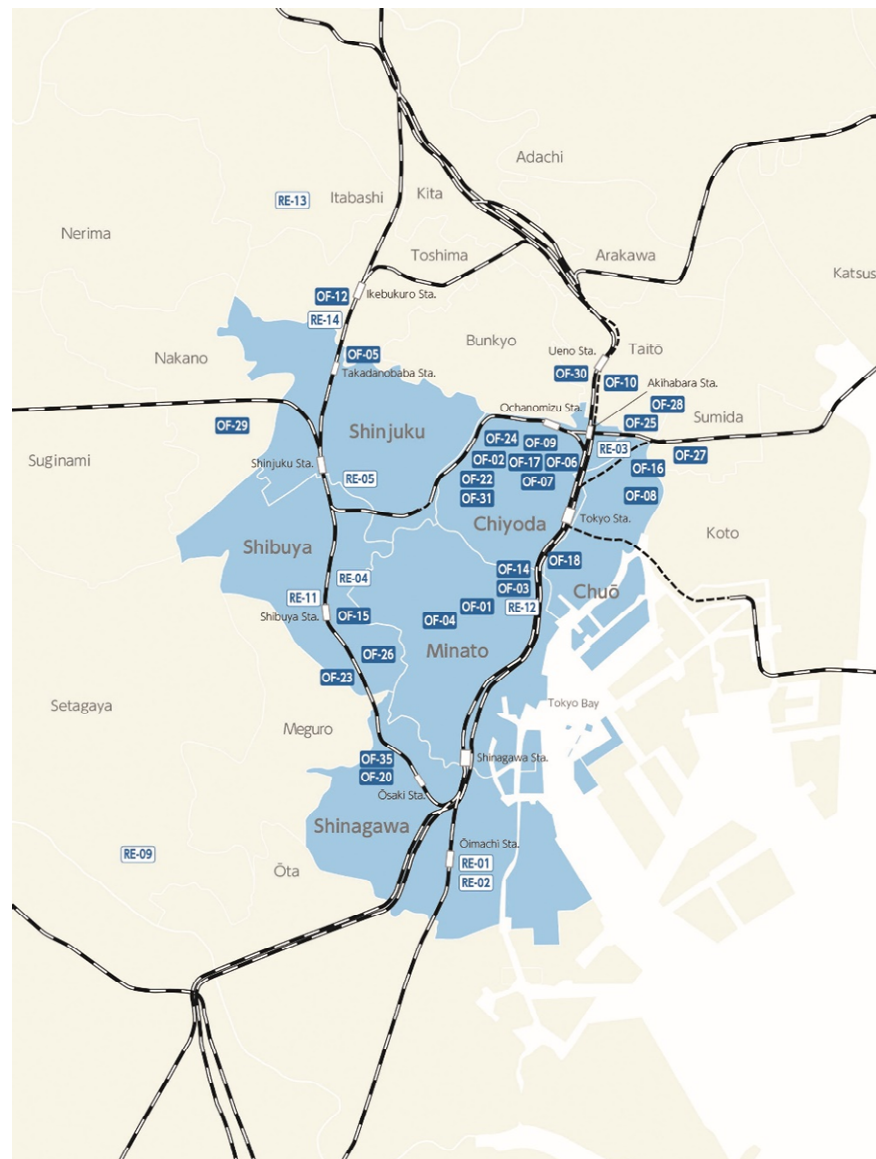 Adachi
Itabashi
Kita
RE-13
Nerima
Toshima
Arakawa
Katsus
OF-12
Ikebukuro Sta.
RE-14
Bunkyo
Ueno Sta.
Taitō
Nakano
OF-05
Takadanobaba Sta.
OF-30
OF-10
Akihabara Sta.
OF-28
Ochanomizu Sta.
Sumida
OF-25
OF-29
Shinjuku
OF-24
OF-09
RE-03
OF-27
Suginami
Shinjuku Sta.
OF-02
OF-17
OF-06
OF-16
RE-05
OF-22
OF-07
OF-31
OF-08
Chiyoda
Tokyo Sta.
Koto
Shibuya
OF-18
OF-14
RE-04
OF-03
Chuō
RE-11
OF-01
RE-12
Shibuya Sta.
OF-15
OF-04
Minato
OF-26
OF-23
Setagaya
Tokyo Bay
Meguro
OF-35
Shinagawa Sta.
OF-20
Ōsaki Sta.
Shinagawa
Ōimachi Sta.
RE-09
RE-01
Ōta
RE-02